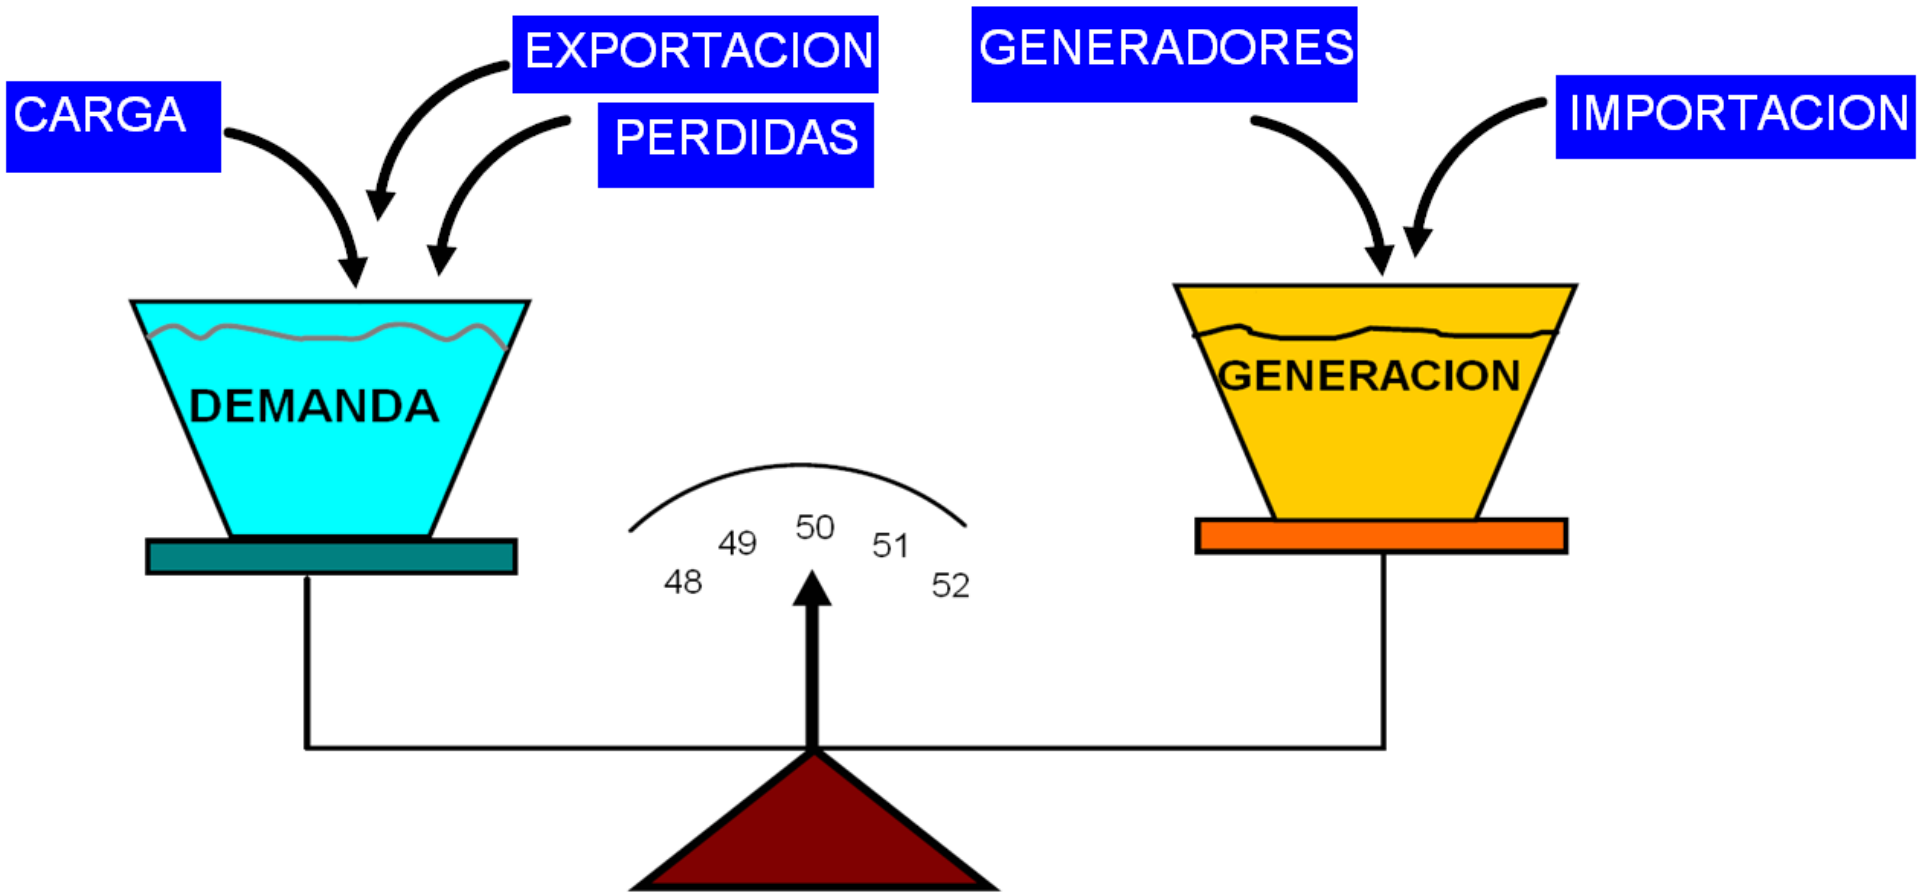 EXPORTACION
GENERADORES
CARGA
PERDIDAS
IMPORTACION
DEMANDA
GENERACION
48
49
50
51
52